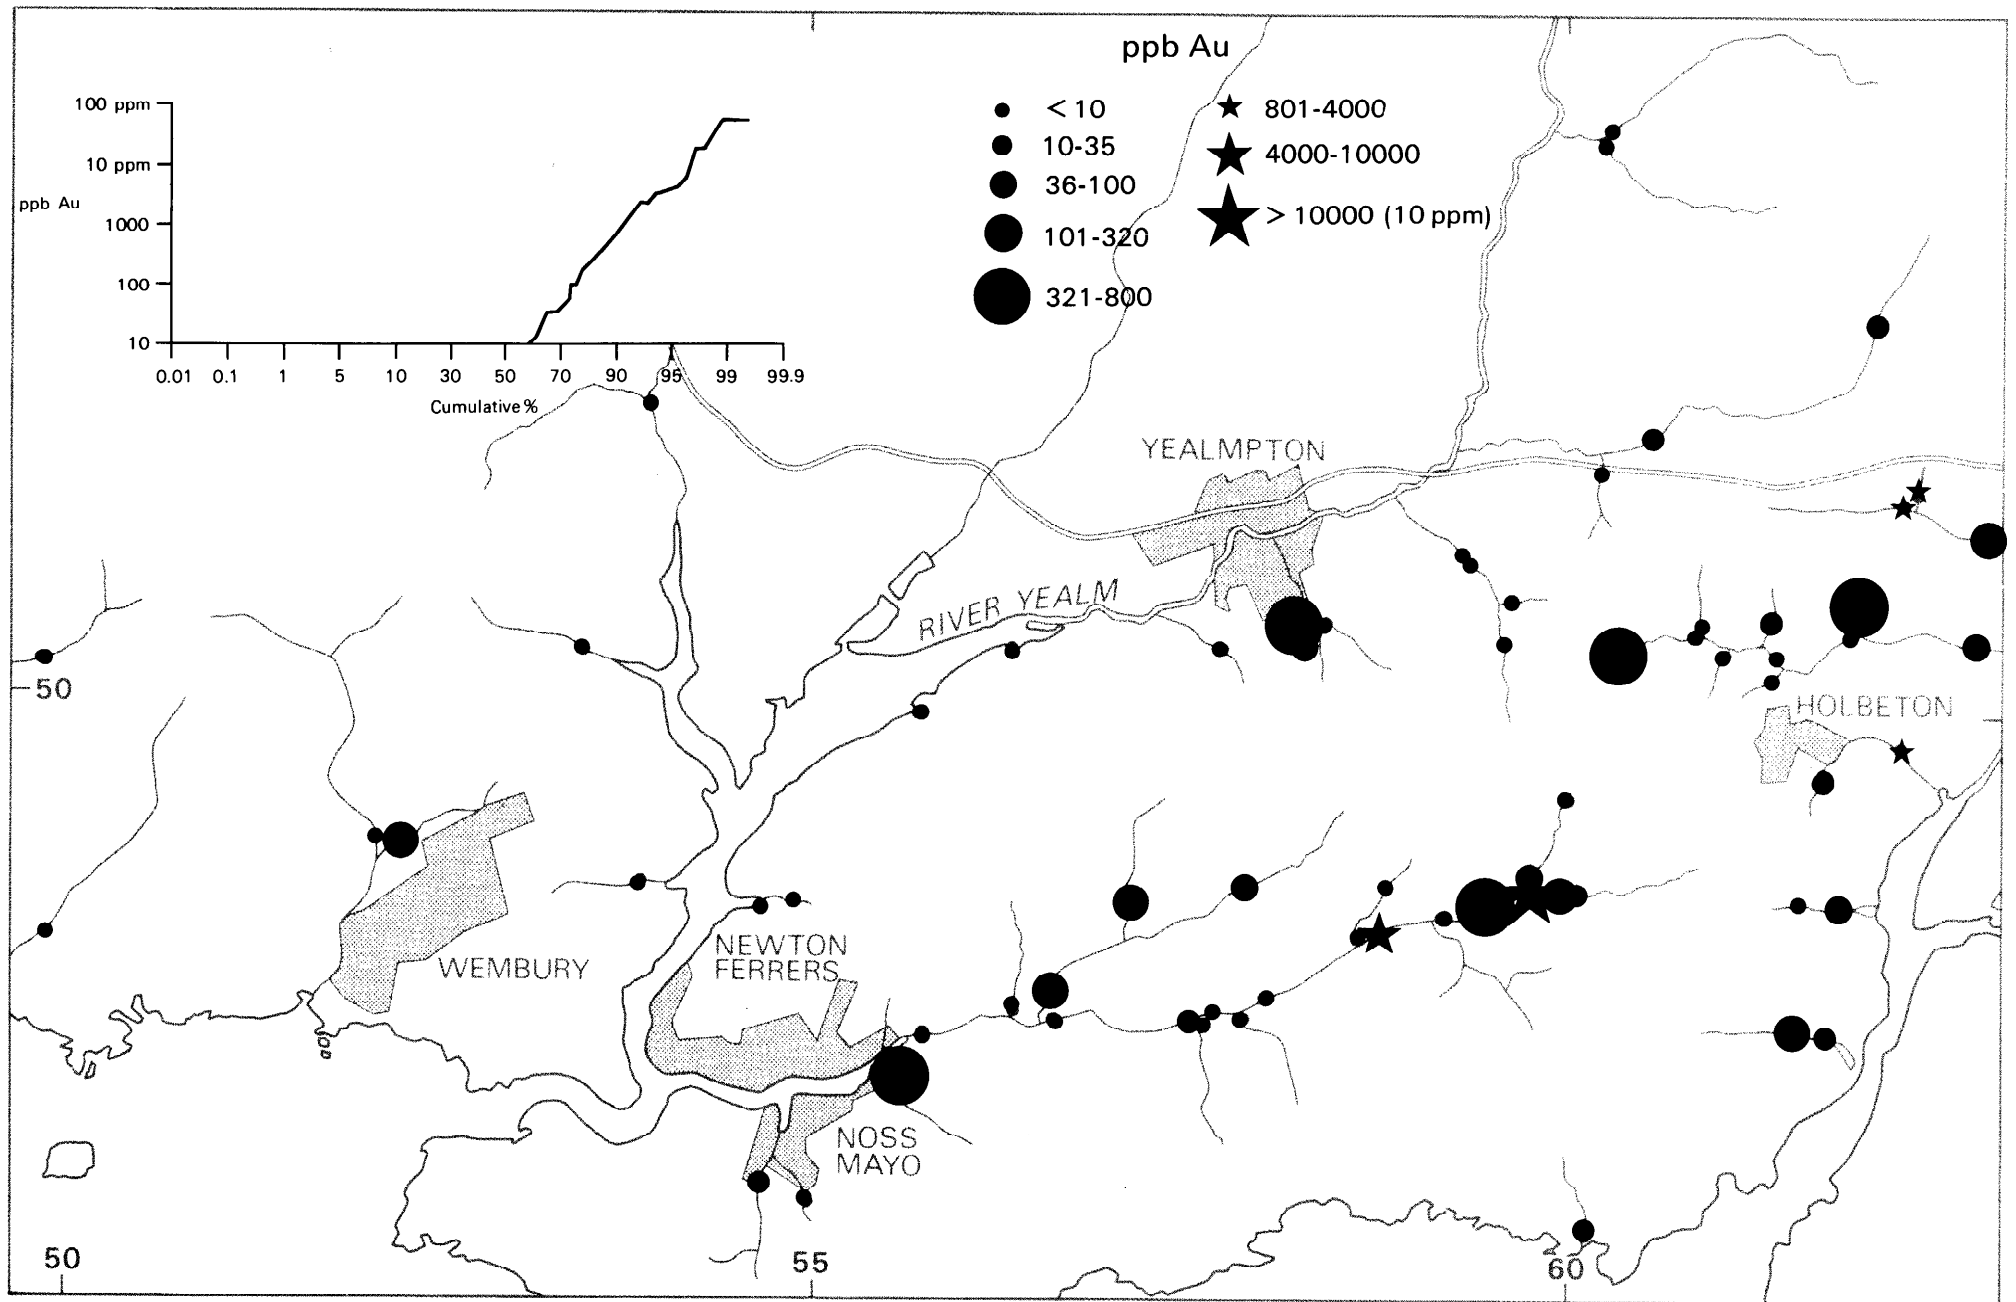 ppb Au
< 10
10-35
36-100
101-320
321-800
801-4000
4000-10000
> 10000 (10 ppm)
100 ppm
10 ppm
ppb Au
1000
100
10
0.01 0.1 1 5 10 30 50 70 90 95 99 99.9
Cumulative %
YEALMPTON
RIVER YEALM
50
HOLBETON
WEMBURY
NEWTON
FERRERS
NOSS
MAYO
50
55
60